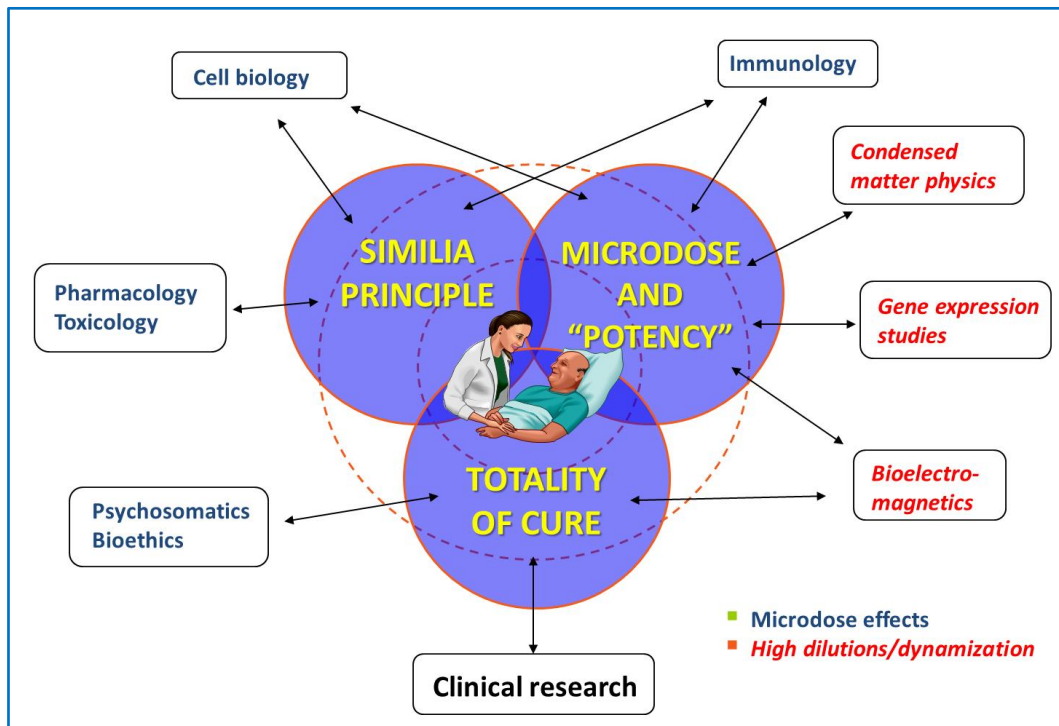 Cell biology
Immunology
Condensed
matter physics
SIMILIA
PRINCIPLE
MICRODOSE
AND
“POTENCY”
Pharmacology
Toxicology
Gene expression
studies
TOTALITY
OF CURE
Bioelectro-
magnetics
Psychosomatics
Bioethics
Microdose effects
High dilutions/dynamization
Clinical research